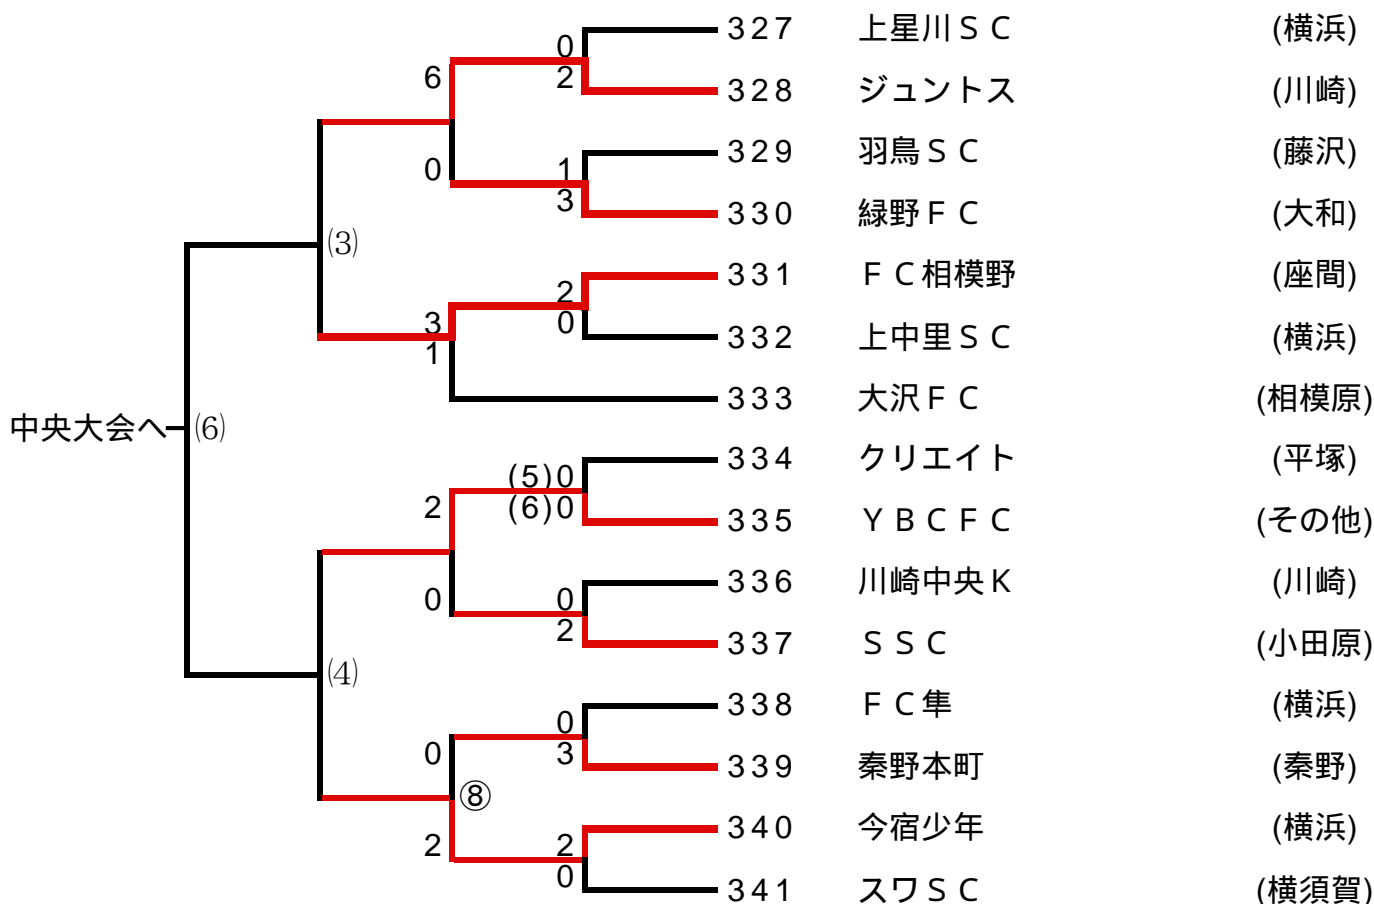 327 上星川ＳＣ (横浜)
0
6
2
328 ジュントス (川崎)
329 羽鳥ＳＣ (藤沢)
0
1
3
330 緑野ＦＣ (大和)
⑶
331 ＦＣ相模野 (座間)
2
3
0
332 上中里ＳＣ (横浜)
1
333 大沢ＦＣ (相模原)
中央大会へ ⑹
334 クリエイト (平塚)
(5)0
2
(6)0
335 ＹＢＣＦＣ (その他)
336 川崎中央Ｋ (川崎)
0
0
2
337 ＳＳＣ (小田原)
⑷
338 ＦＣ隼 (横浜)
0
0
3
339 秦野本町 (秦野)
⑧
340 今宿少年 (横浜)
2
2
0
341 スワＳＣ (横須賀)